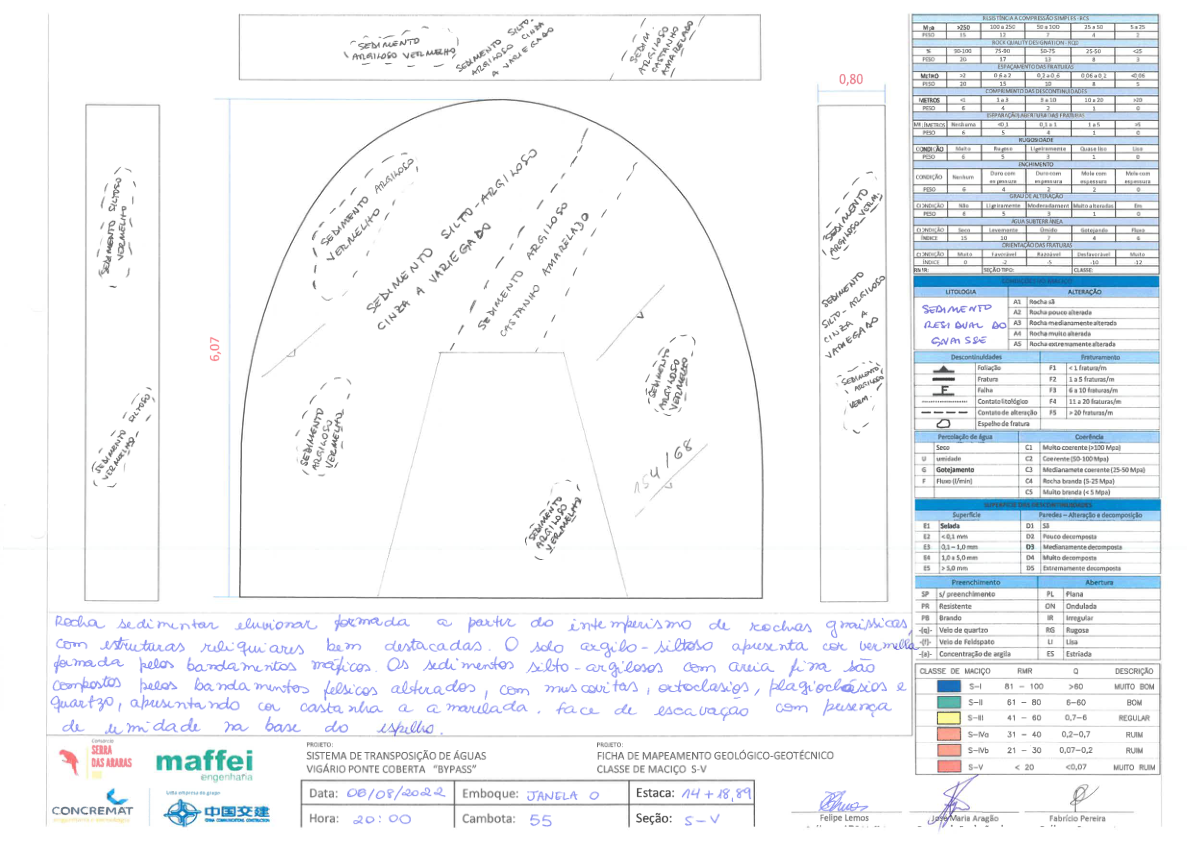 SEDIMENTO
ARGILOSO VERMELHO
SEDIMENTO SILTO-
ARGILOSO CINZA
A VARIEGADO
SEDIM
ARGILOSO
CASTANHO
AMARELADO
0,80
6,07
SEDIMENTO SILTOSO
VERMELHO
SEDIMENTO SILTOSO
VERMELHO
SEDIMENTO ARGILOSO
VERMELHO
SEDIMENTO SILTO-ARGILOSO
CINZA A VARIEGADO
SEDIMENTO ARGILOSO
CASTANHO AMARELADO
SEDIMENTO
ARGILOSO
VERMELHO
SEDIMENTO
ARGILOSO
VERMELHO
SEDIMENTO
ARGILOSO
VERMELHO
154/68
SEDIMENTO
ARGILOSO-VERM.
SEDIMENTO
SILTO-ARGILOSO
CINZA A
VARIEGADO
SEDIMENTO
ARGILOSO
VERM.
RESISTÊNCIA A COMPRESSÃO SIMPLES - RCS
MPa >250 100 a 250 50 a 100 25 a 50 5 a 25
PESO 15 12 7 4 2
ROCK QUALITY DESIGNATION - RQD
% 90-100 75-90 50-75 25-50 <25
PESO 20 17 13 8 3
ESPAÇAMENTO DAS FRATURAS
METRO >2 0,6 a 2 0,2 a 0,6 0,06 a 0,2 <0,06
PESO 20 15 10 8 5
COMPRIMENTO DAS DESCONTINUIDADES
METROS <1 1 a 3 3 a 10 10 a 20 >20
PESO 6 4 2 1 0
SEPARAÇÃO/ABERTURA DAS FRATURAS
MILÍMETROS Nenhuma <0,1 0,1 a 1 1 a 5 >5
PESO 6 5 4 1 0
RUGOSIDADE
CONDIÇÃO Muito Rugoso Ligeiramente Quase liso Liso
PESO 6 5 3 1 0
ENCHIMENTO
CONDIÇÃO Nenhum Duro com espessura Duro com espessura Mole com espessura Mole com espessura
PESO 6 4 2 2 0
GRAU DE ALTERAÇÃO
CONDIÇÃO Não Ligeiramente Moderadament Muito alteradas Em
PESO 6 5 3 1 0
ÁGUA SUBTERRÂNEA
CONDIÇÃO Seco Levemente Úmido Gotejando Fluxo
ÍNDICE 15 10 7 4 0
ORIENTAÇÃO DAS FRATURAS
CONDIÇÃO Muito Favorável Razoável Desfavorável Muito
ÍNDICE 0 -2 -5 -10 -12
RMR: SEÇÃO TIPO: CLASSE:
LITOLOGIA ALTERAÇÃO
SEDIMENTO
RESIDUAL DO
GNAISSE
A1 Rocha sã
A2 Rocha pouco alterada
A3 Rocha medianamente alterada
A4 Rocha muito alterada
A5 Rocha extremamente alterada
Descontinuidades Fraturamento
Foliação F1 < 1 fratura/m
Fratura F2 1 a 5 fraturas/m
F Falha F3 6 a 10 fraturas/m
Contato litológico F4 11 a 20 fraturas/m
Contato de alteração F5 > 20 fraturas/m
Espelho de fratura
Percolação de água Coerência
Seco C1 Muito coerente (>100 Mpa)
U umidade C2 Coerente (50-100 Mpa)
G Gotejamento C3 Medianamete coerente (25-50 Mpa)
F Fluxo (l/min) C4 Rocha branda (5-25 Mpa)
C5 Muito branda (< 5 Mpa)
SUPERFÍCIE DAS DESCONTINUIDADES
Superfície Paredes – Alteração e decomposição
E1 Selada D1 Sã
E2 < 0,1 mm D2 Pouco decomposta
E3 0,1 – 1,0 mm D3 Medianamente decomposta
E4 1,0 a 5,0 mm D4 Muito decomposta
E5 > 5,0 mm D5 Extremamente decomposta
Preenchimento Abertura
SP s/ preenchimento PL Plana
PR Resistente ON Ondulada
PB Brando IR Irregular
-(q)- Veio de quartzo RG Rugosa
-(f)- Veio de Feldspato LI Lisa
-(a)- Concentração de argila ES Estriada
CLASSE DE MACIÇO RMR Q DESCRIÇÃO
S-I 81 – 100 >60 MUITO BOM
S-II 61 – 80 6-60 BOM
S-III 41 – 60 0,7-6 REGULAR
S-IVa 31 – 40 0,2-0,7 RUIM
S-IVb 21 – 30 0,07-0,2 RUIM
S-V < 20 <0,07 MUITO RUIM
Rocha sedimentar eluvionar formada a partir do intemperismo de rochas gnaissicas,
com estruturas reliquiares bem destacadas. O solo argilo-siltoso apresenta cor vermelha
formada pelos bandamentos máficos. Os sedimentos silto-argilosos com areia fina são
compostos pelos bandamentos felsicos alterados, com muscovitas, ortoclasios, plagioclásios e
quartzo, apresentando cor castanha a amarelada. Face de escavação com presença
de umidade na base do espelho.
SERRA
DAS ARARAS
maffei
engenharia
CONCREMAT
中国交建
PROJETO:
SISTEMA DE TRANSPOSIÇÃO DE ÁGUAS
VIGÁRIO PONTE COBERTA "BYPASS"
PROJETO:
FICHA DE MAPEAMENTO GEOLÓGICO-GEOTÉCNICO
CLASSE DE MACIÇO S-V
Data: 08/08/2022 Emboque: JANELA 0 Estaca: 14+18,89
Hora: 20:00 Cambota: 55 Seção: S-V
Felipe Lemos
José Maria Aragão
Fabrício Pereira